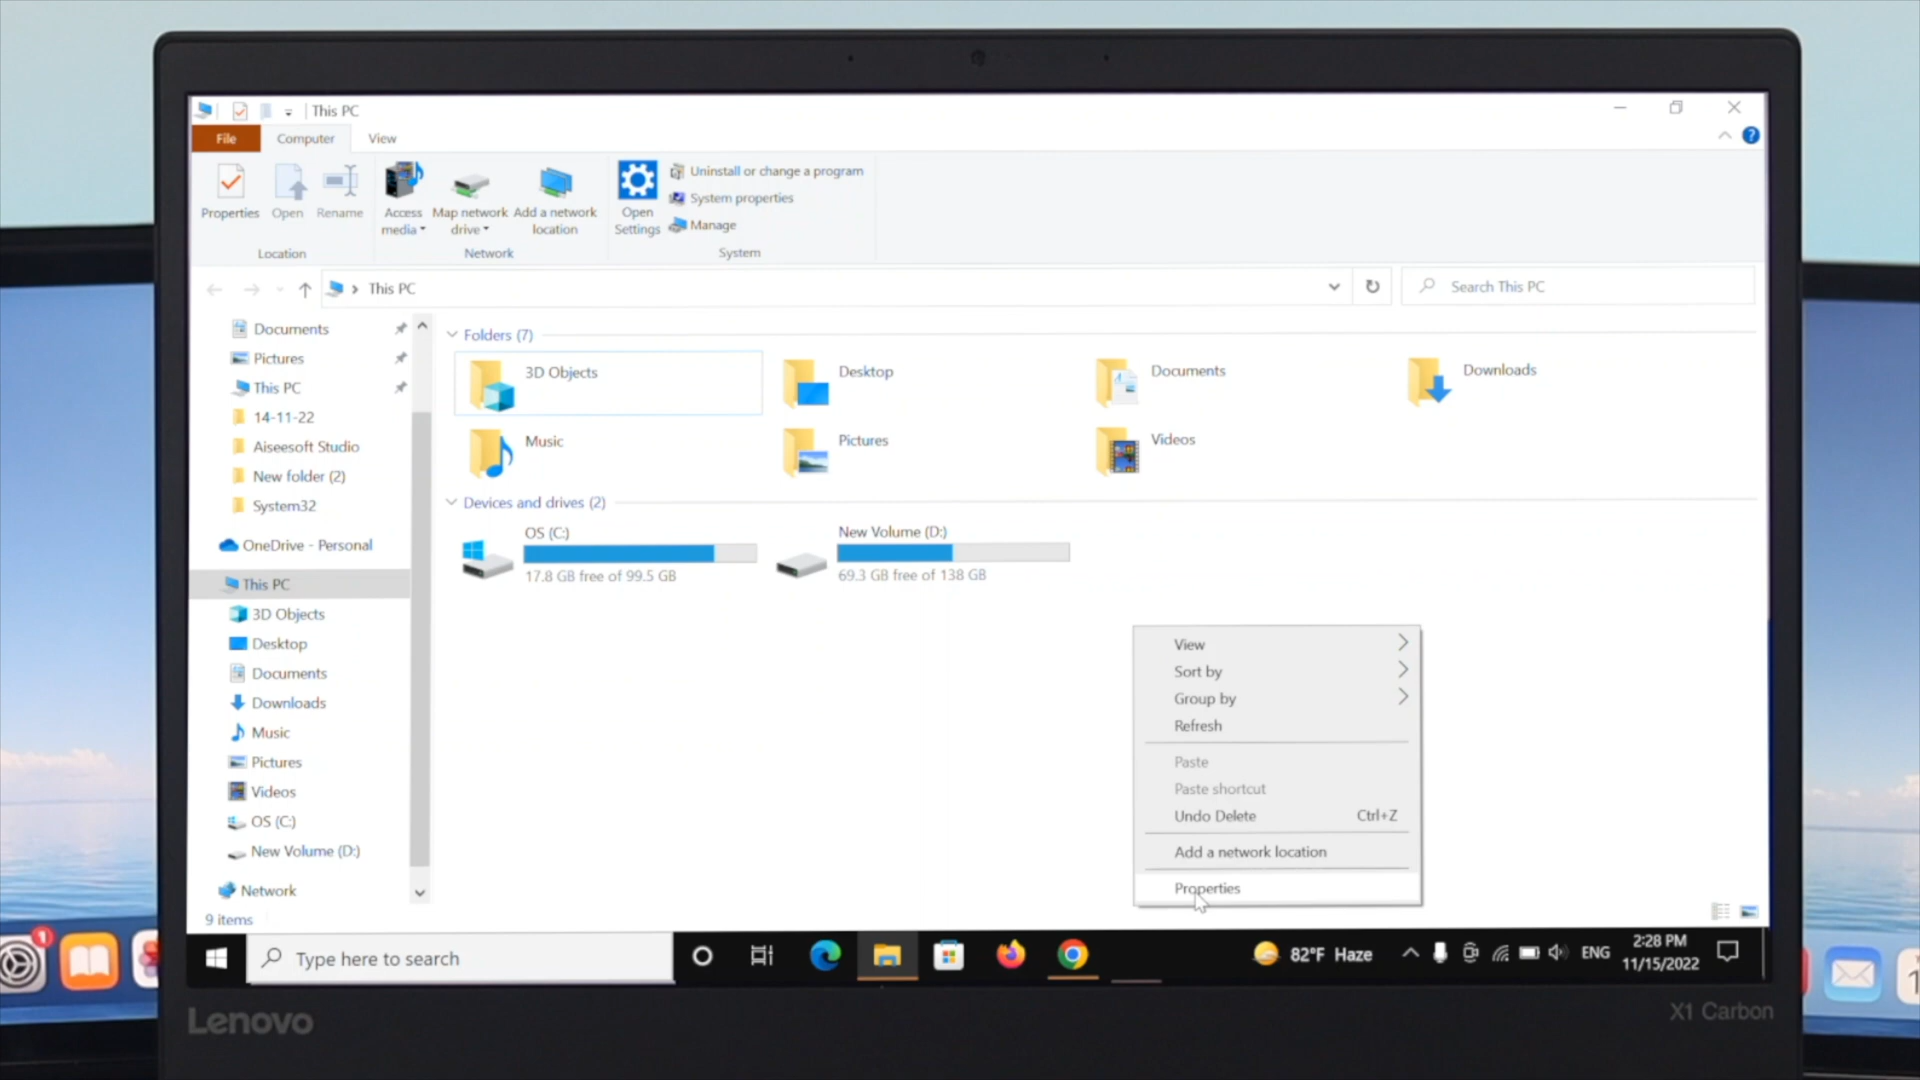 This PC
File
Computer
View
Properties
Open
Rename
Access media
Map network drive
Add a network location
Open Settings
Uninstall or change a program
System properties
Manage
Location
Network
System
This PC
Search This PC
Documents
Pictures
This PC
14-11-22
Aiseesoft Studio
New folder (2)
System32
OneDrive - Personal
This PC
3D Objects
Desktop
Documents
Downloads
Music
Pictures
Videos
OS (C:)
New Volume (D:)
Network
9 items
Folders (7)
3D Objects
Desktop
Documents
Downloads
Music
Pictures
Videos
Devices and drives (2)
OS (C:)
17.8 GB free of 99.5 GB
New Volume (D:)
69.3 GB free of 138 GB
View
Sort by
Group by
Refresh
Paste
Paste shortcut
Undo Delete Ctrl+Z
Add a network location
Properties
Type here to search
82°F Haze
ENG
2:28 PM
11/15/2022
Lenovo
X1 Carbon
1